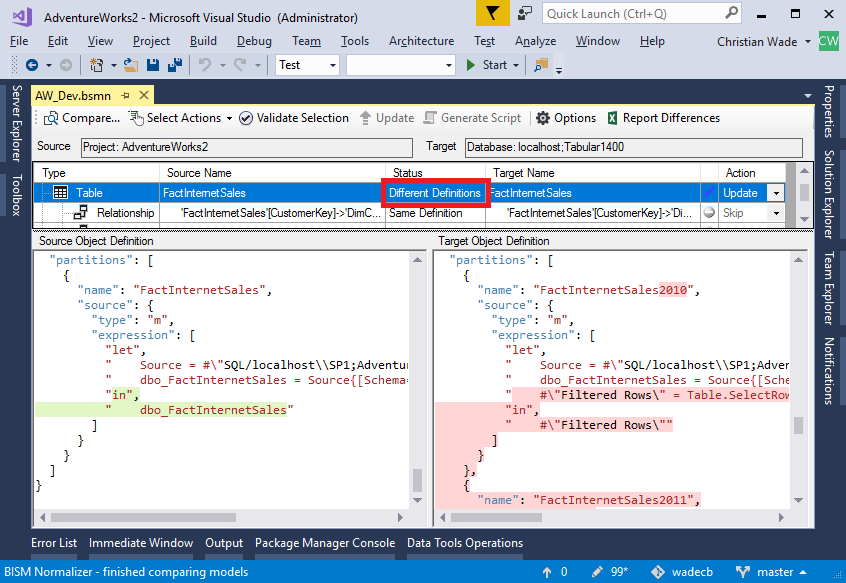 AdventureWorks2 - Microsoft Visual Studio (Administrator)
Quick Launch (Ctrl+Q)
File Edit View Project Build Debug Team Tools Architecture Test Analyze Window Help Christian Wade CW
Test Start
Server Explorer
Toolbox
AW_Dev.bsmn
Compare... Select Actions Validate Selection Update Generate Script Options Report Differences
Source Project: AdventureWorks2 Target Database: localhost;Tabular1400
Type Source Name Status Target Name Action
Table FactInternetSales Different Definitions FactInternetSales Update
Relationship 'FactInternetSales'[CustomerKey]->'DimC... Same Definition 'FactInternetSales'[CustomerKey]->'Di... Skip
Source Object Definition
"partitions": [
{
"name": "FactInternetSales",
"source": {
"type": "m",
"expression": [
"let",
" Source = #\"SQL/localhost\\SP1;Adventur
" dbo_FactInternetSales = Source{[Schema=
"in",
" dbo_FactInternetSales"
]
}
}
]
}
Target Object Definition
"partitions": [
{
"name": "FactInternetSales2010",
"source": {
"type": "m",
"expression": [
"let",
" Source = #\"SQL/localhost\\SP1;Adve
" dbo_FactInternetSales = Source{[Sche
" #\"Filtered Rows\" = Table.SelectRow
"in",
" #\"Filtered Rows\""
]
}
},
{
"name": "FactInternetSales2011",
Properties
Solution Explorer
Team Explorer
Notifications
Error List Immediate Window Output Package Manager Console Data Tools Operations
BISM Normalizer - finished comparing models 0 99* wadecb master